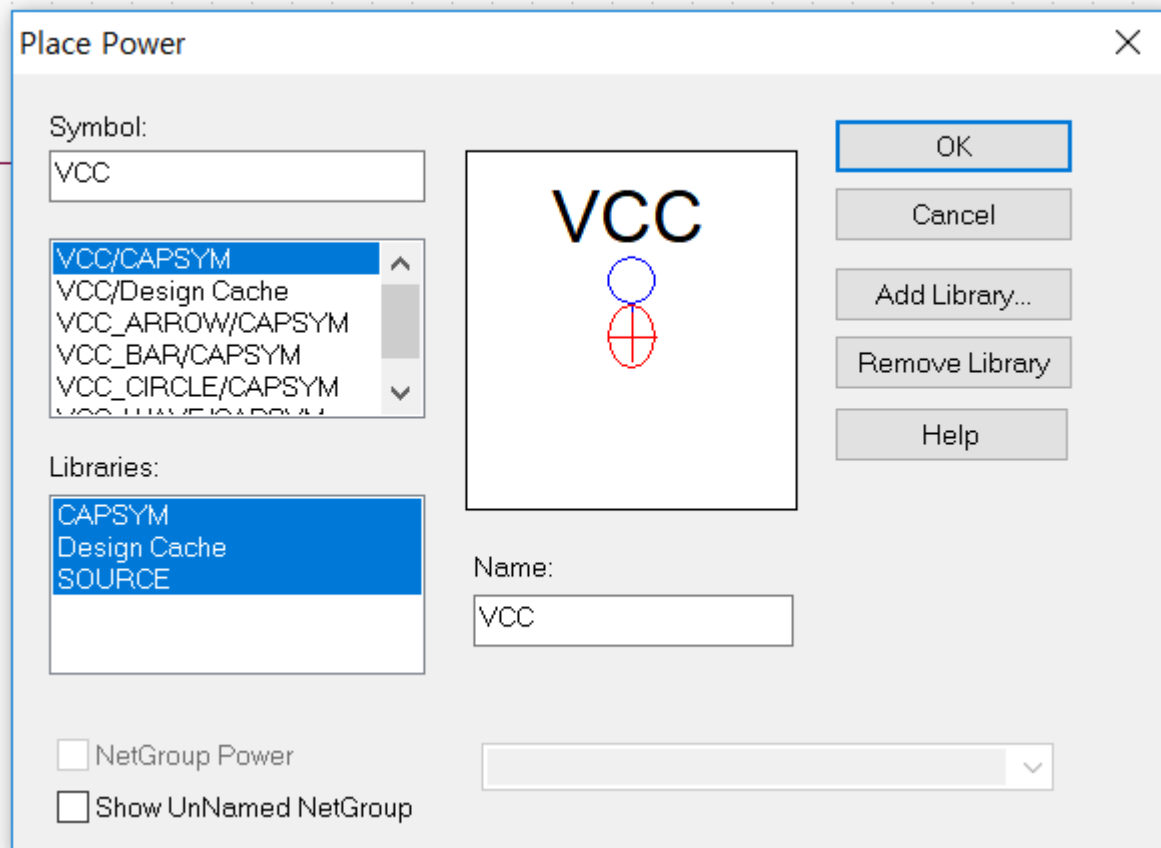 Place Power
Symbol:
VCC
VCC/CAPSYM
VCC/Design Cache
VCC_ARROW/CAPSYM
VCC_BAR/CAPSYM
VCC_CIRCLE/CAPSYM
Libraries:
CAPSYM
Design Cache
SOURCE
VCC
Name:
VCC
OK
Cancel
Add Library...
Remove Library
Help
NetGroup Power
Show UnNamed NetGroup